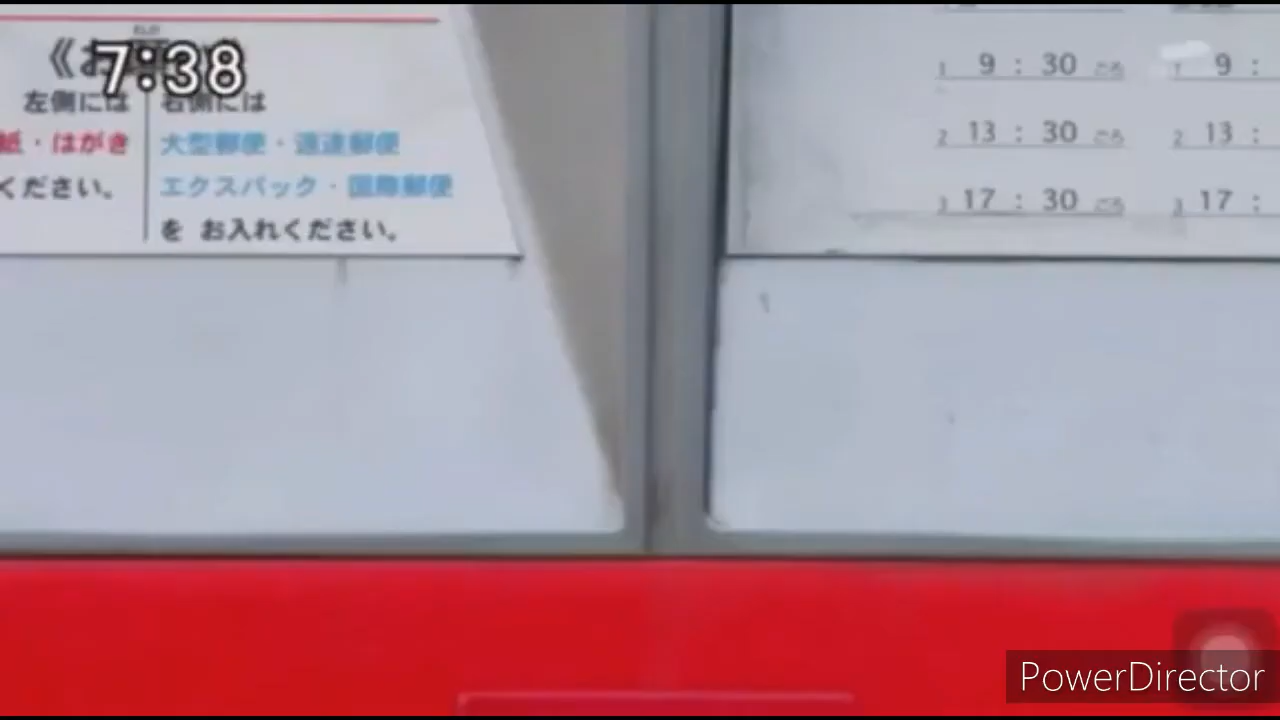 7:38
《お
左側には
右側には
紙・はがき
大型郵便・速達郵便
ください。
エクスパック・国際郵便
を お入れください。
1 9:30 ごろ
2 13:30 ごろ
3 17:30 ごろ
1 9:
2 13:
3 17:
PowerDirector